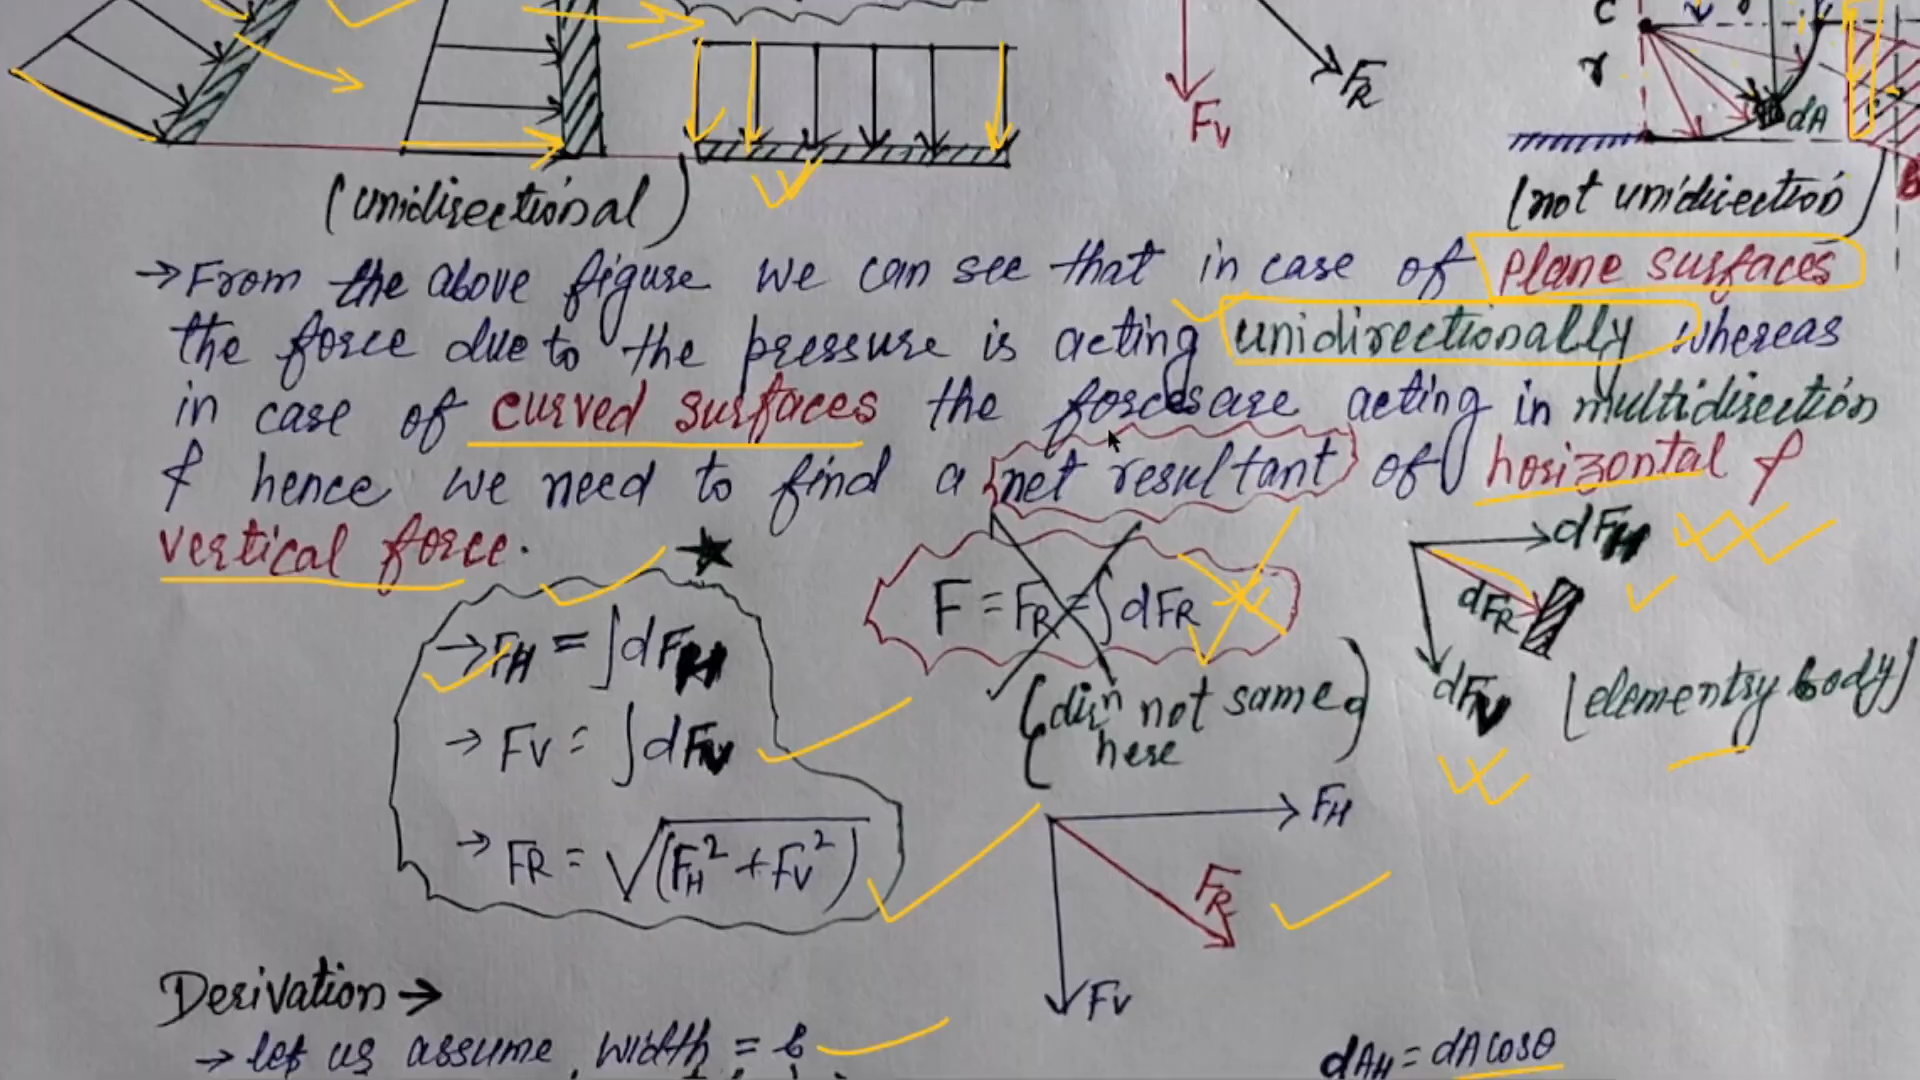 C
r
FR
Fv
dA
B
(unidirectional)
(not unidirection)
→ From the above figure we can see that in case of plane surfaces
the force due to the pressure is acting unidirectionally whereas
in case of curved surfaces the forces are acting in multidirection
& hence we need to find a net resultant of horizontal &
vertical force.
dFH
F = FR = ∫dFR
dFR
→ FH = ∫dFH
(dirn not same
here)
dFV
(elementry body)
→ Fv = ∫dFV
FH
→ FR = √(FH² + Fv²)
FR
Derivation →
Fv
→ let us assume, width = b
dAH = dA cosθ